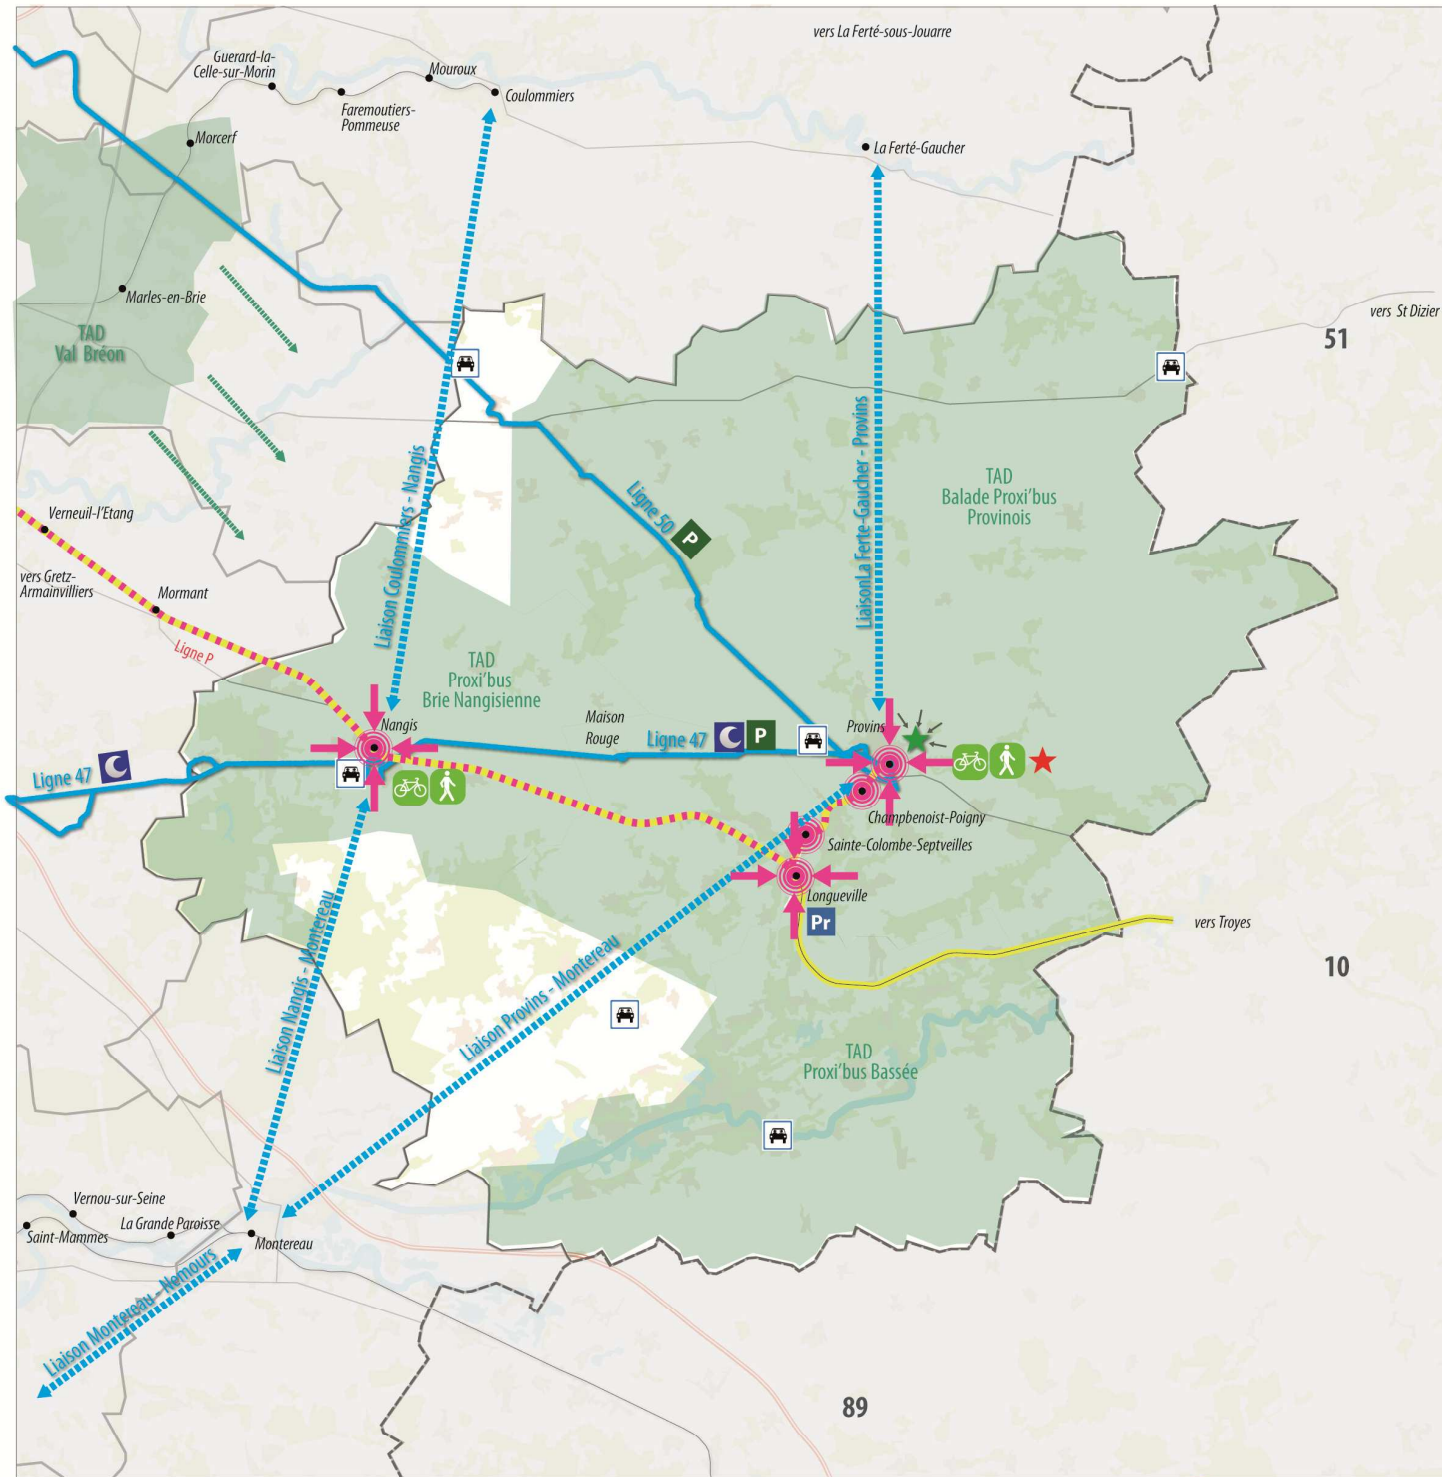 vers La Ferté-sous-Jouarre
Guerard-la-
Celle-sur-Morin
Mouroux
Coulommiers
Faremoutiers-
Pommeuse
Morcerf
La Ferté-Gaucher
Marles-en-Brie
TAD
Val Bréon
vers St Dizier
51
Liaison Coulommiers - Nangis
LiaisonLa Ferte-Gaucher - Provins
Ligne 50
P
TAD
Balade Proxi'bus
Provinois
Verneuil-l'Etang
vers Gretz-
Armainvilliers
Mormant
Ligne P
TAD
Proxi'bus
Brie Nangisienne
Nangis
Maison
Rouge
Ligne 47
P
Provins
Ligne 47
Champbenoist-Poigny
Sainte-Colombe-Septveilles
Longueville
Pr
vers Troyes
10
Liaison Nangis - Montereau
Liaison Provins - Montereau
TAD
Proxi'bus Bassée
Vernou-sur-Seine
La Grande Paroisse
Saint-Mammes
Montereau
Liaison Montereau - Nemours
89